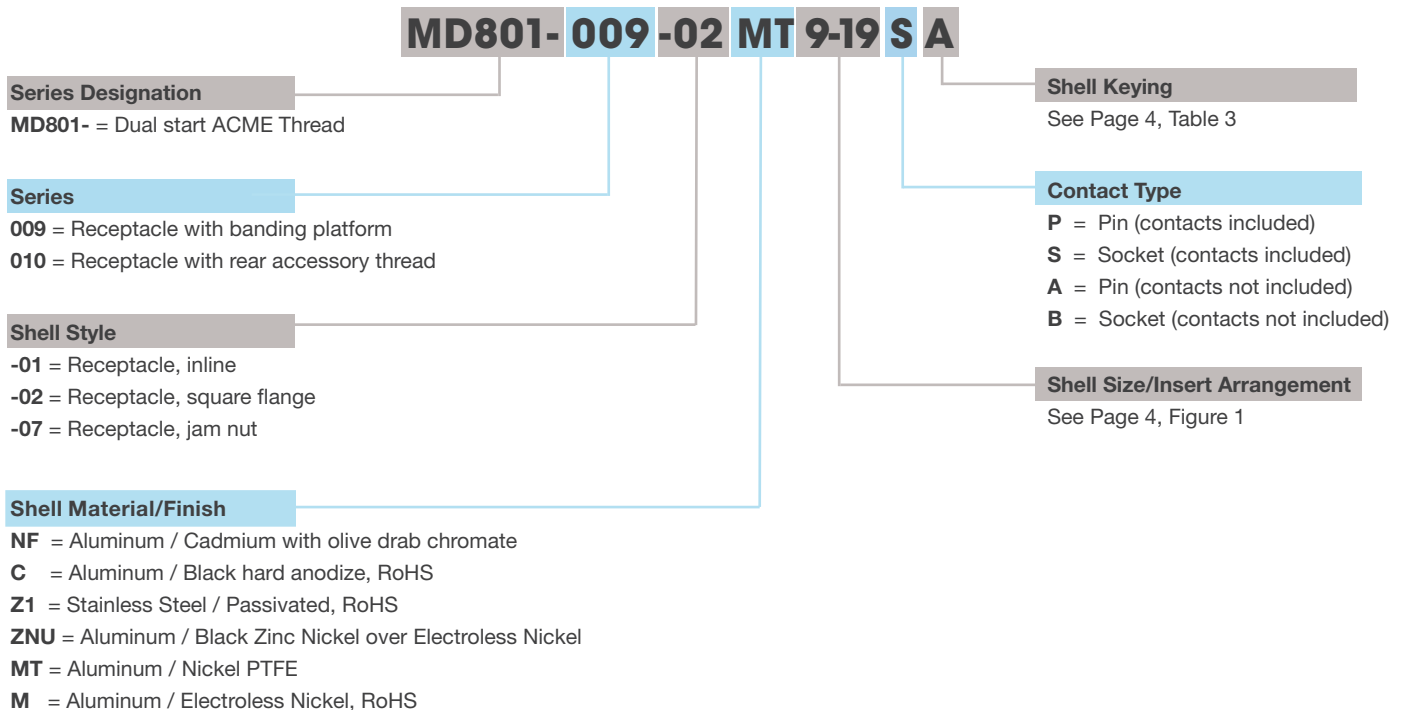 MD801- 009 -02 MT 9-19 S A
Series Designation
MD801- = Dual start ACME Thread
Series
009 = Receptacle with banding platform
010 = Receptacle with rear accessory thread
Shell Style
-01 = Receptacle, inline
-02 = Receptacle, square flange
-07 = Receptacle, jam nut
Shell Material/Finish
NF = Aluminum / Cadmium with olive drab chromate
C = Aluminum / Black hard anodize, RoHS
Z1 = Stainless Steel / Passivated, RoHS
ZNU = Aluminum / Black Zinc Nickel over Electroless Nickel
MT = Aluminum / Nickel PTFE
M = Aluminum / Electroless Nickel, RoHS
Shell Keying
See Page 4, Table 3
Contact Type
P = Pin (contacts included)
S = Socket (contacts included)
A = Pin (contacts not included)
B = Socket (contacts not included)
Shell Size/Insert Arrangement
See Page 4, Figure 1